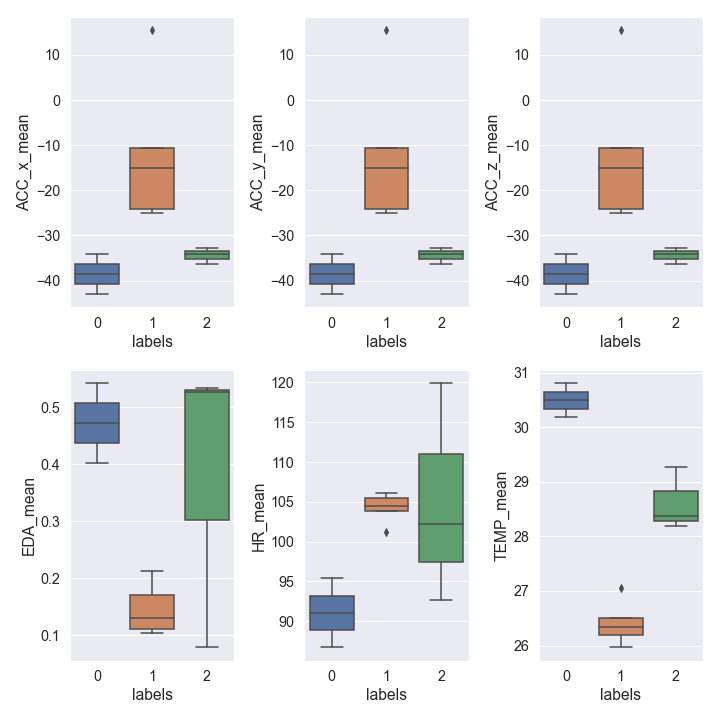 ACC_x_mean
10
0
−10
−20
−30
−40
0 1 2
labels
ACC_y_mean
10
0
−10
−20
−30
−40
0 1 2
labels
ACC_z_mean
10
0
−10
−20
−30
−40
0 1 2
labels
EDA_mean
0.5
0.4
0.3
0.2
0.1
0 1 2
labels
HR_mean
120
115
110
105
100
95
90
0 1 2
labels
TEMP_mean
31
30
29
28
27
26
0 1 2
labels